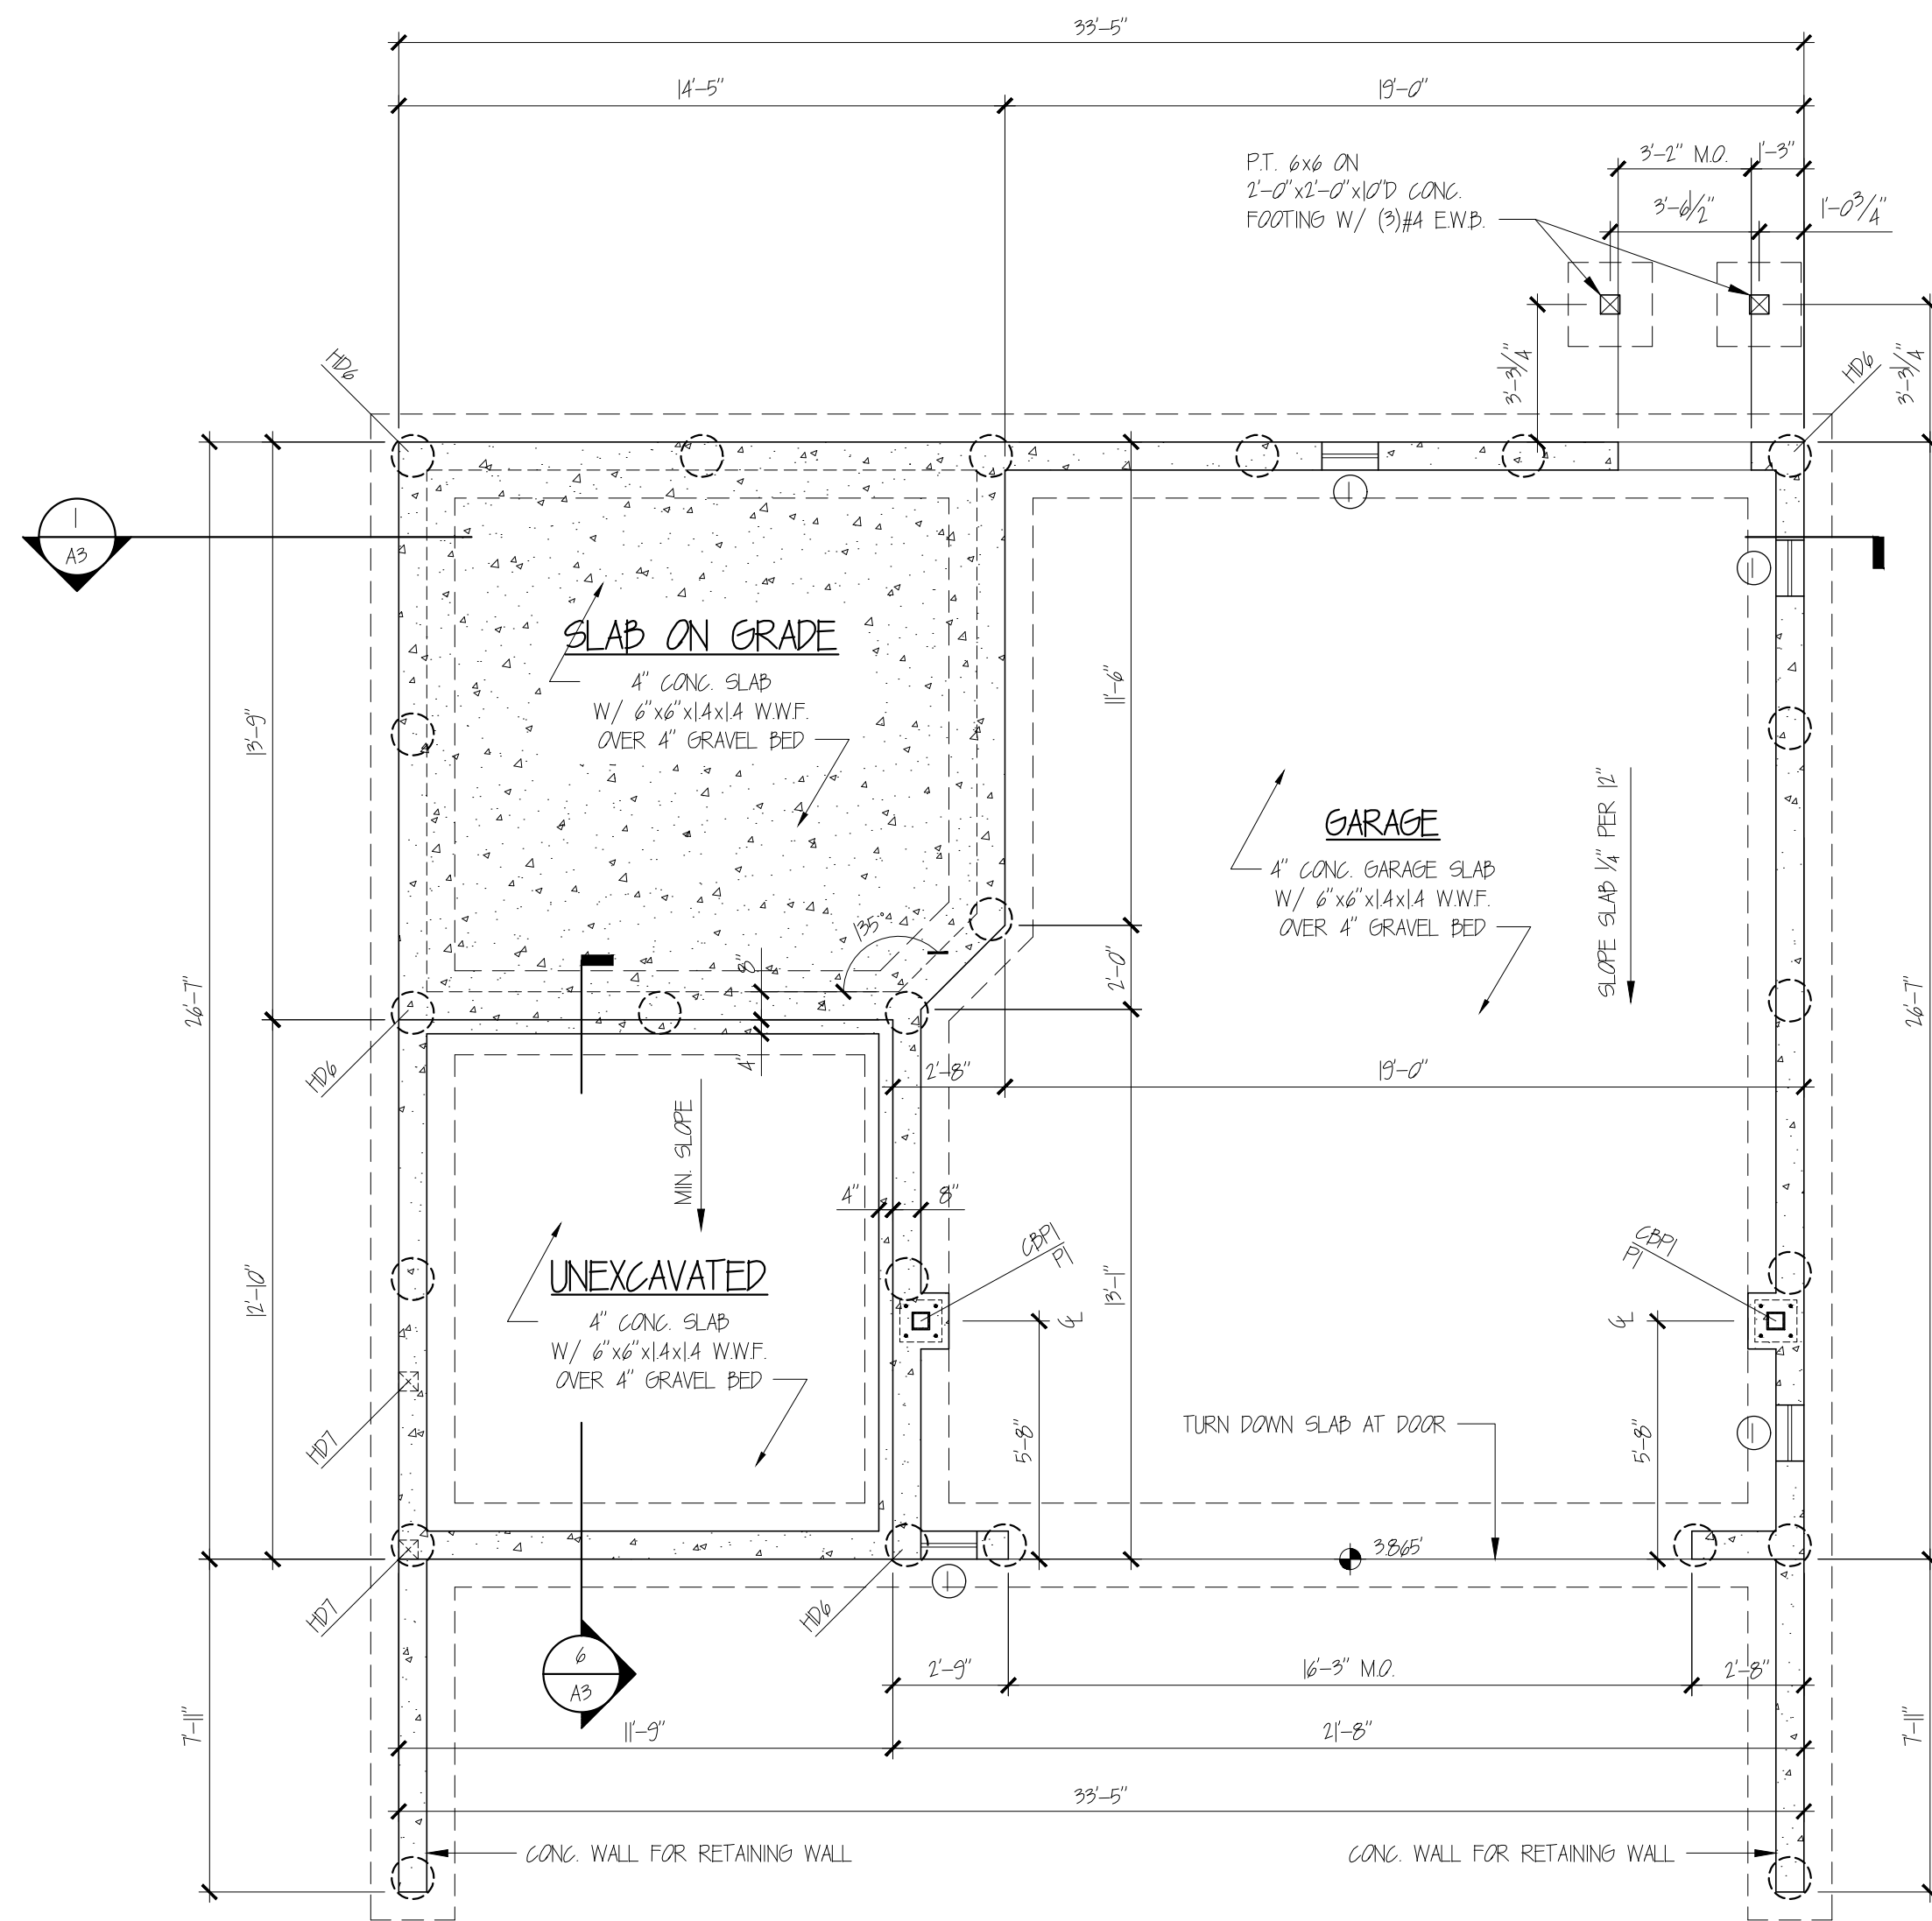 33'-5"
14'-5"
19'-0"
P.T. 6x6 ON
2'-0"x2'-0"x10"D CONC.
FOOTING W/ (3)#4 E.W.B.
3'-2" M.O.
1'-3"
3'-6 1/2"
1'-0 3/4"
3'-3 1/4"
3'-3 1/4"
HD6
HD6
1
A3
1
1
SLAB ON GRADE
4" CONC. SLAB
W/ 6"x6"x1.4x1.4 W.W.F.
OVER 4" GRAVEL BED
13'-9"
11'-6"
26'-7"
26'-7"
GARAGE
4" CONC. GARAGE SLAB
W/ 6"x6"x1.4x1.4 W.W.F.
OVER 4" GRAVEL BED
SLOPE SLAB 1/4" PER 12"
135°
8"
4"
2'-0"
HD6
2'-8"
19'-0"
MIN. SLOPE
4"
8"
UNEXCAVATED
4" CONC. SLAB
W/ 6"x6"x1.4x1.4 W.W.F.
OVER 4" GRAVEL BED
12'-10"
CBP1
P1
CBP1
P1
13'-1"
℄
℄
5'-8"
5'-8"
TURN DOWN SLAB AT DOOR
1
HD7
HD7
HD6
3.865'
1
6
A3
2'-9"
16'-3" M.O.
2'-8"
11'-9"
21'-8"
7'-11"
7'-11"
33'-5"
CONC. WALL FOR RETAINING WALL
CONC. WALL FOR RETAINING WALL